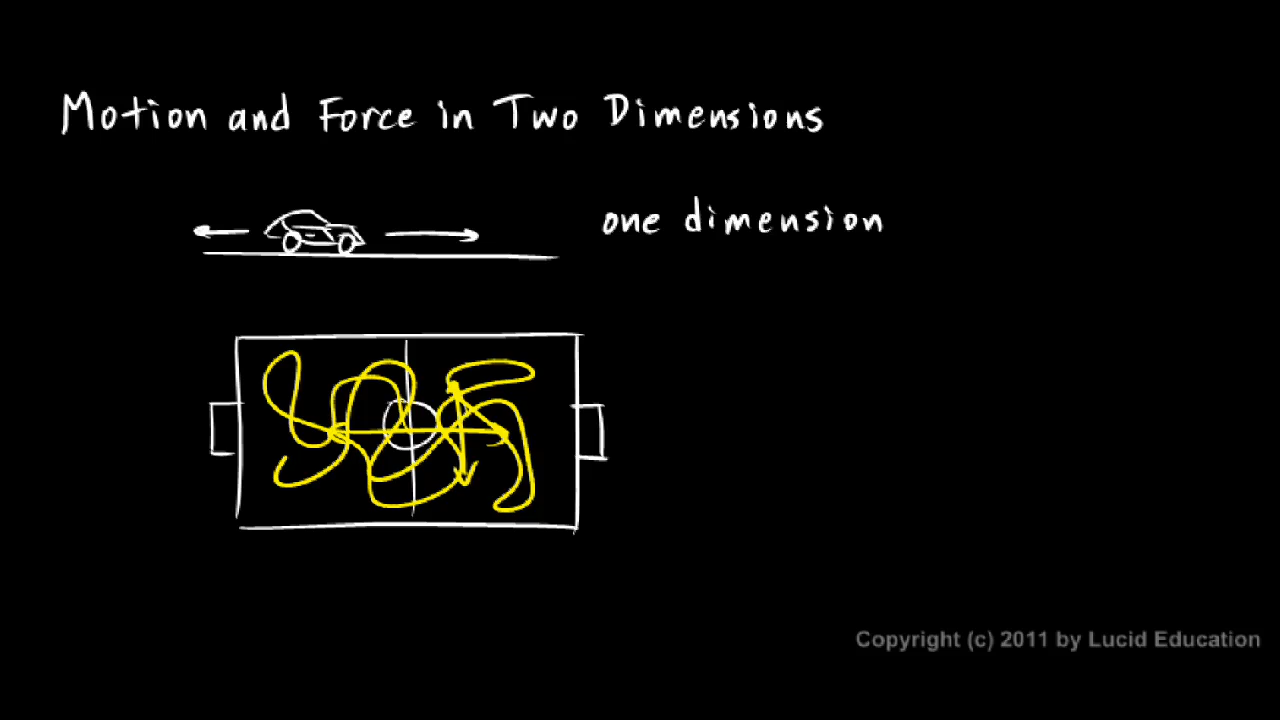 Motion and Force in Two Dimensions
one dimension
Copyright (c) 2011 by Lucid Education